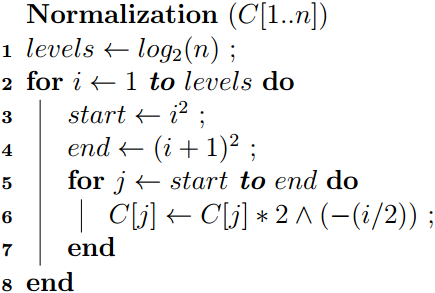 Normalization (C[1..n])
1 levels ← log₂(n) ;
2 for i ← 1 to levels do
3 start ← i² ;
4 end ← (i + 1)² ;
5 for j ← start to end do
6 C[j] ← C[j] ∗ 2 ∧ (−(i/2)) ;
7 end
8 end